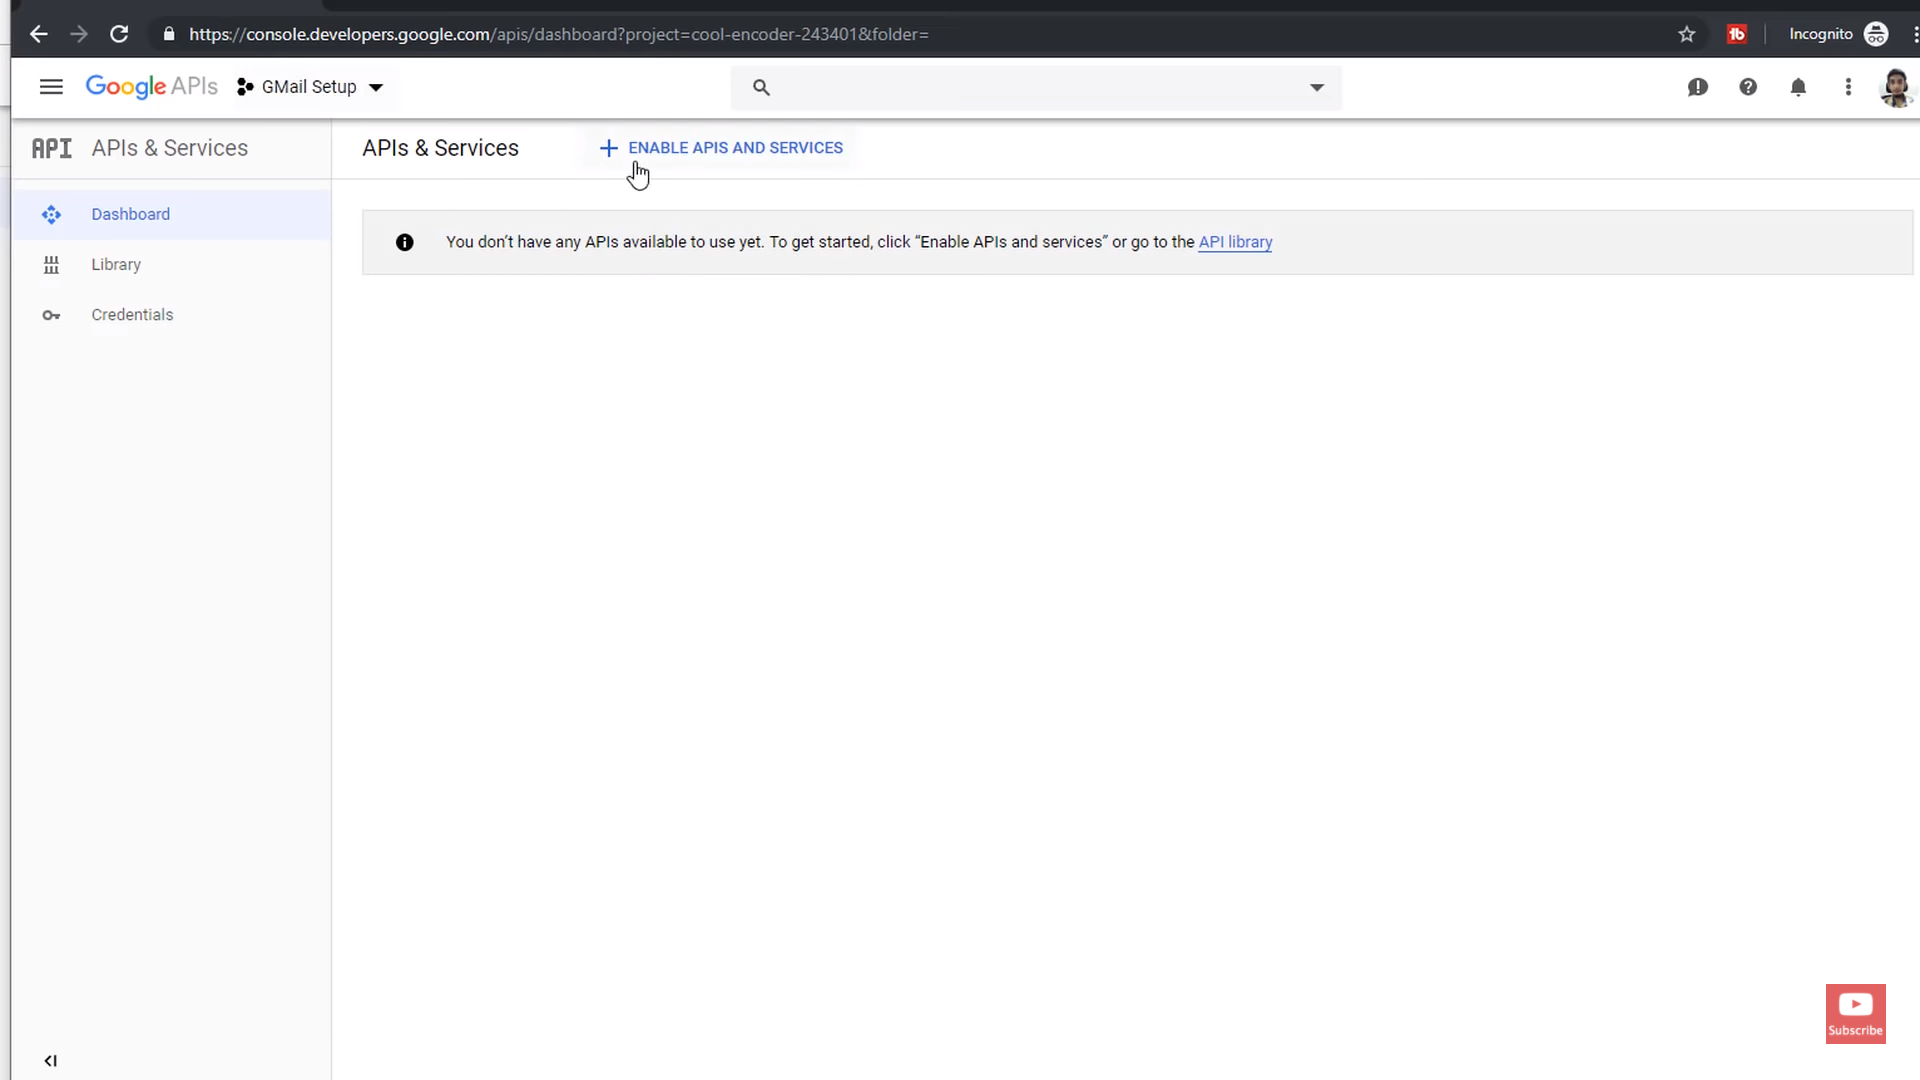 https://console.developers.google.com/apis/dashboard?project=cool-encoder-243401&folder=
Incognito
Google APIs
GMail Setup
API
APIs & Services
APIs & Services
ENABLE APIS AND SERVICES
Dashboard
You don't have any APIs available to use yet. To get started, click “Enable APIs and services” or go to the API library
Library
Credentials
Subscribe